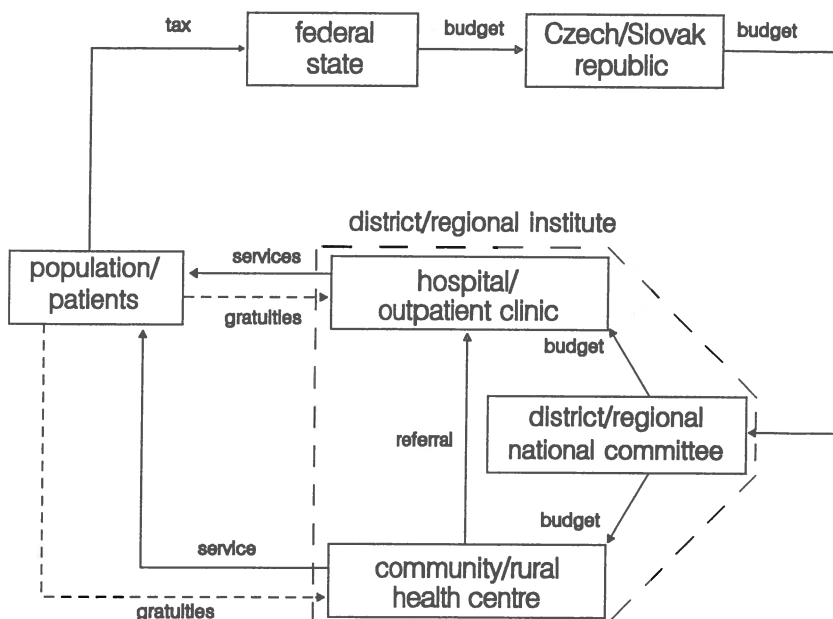 tax
federal
state
budget
Czech/Slovak
republic
budget
district/regional institute
population/
patients
services
gratuities
hospital/
outpatient clinic
budget
referral
district/regional
national committee
budget
service
community/rural
health centre
gratuities